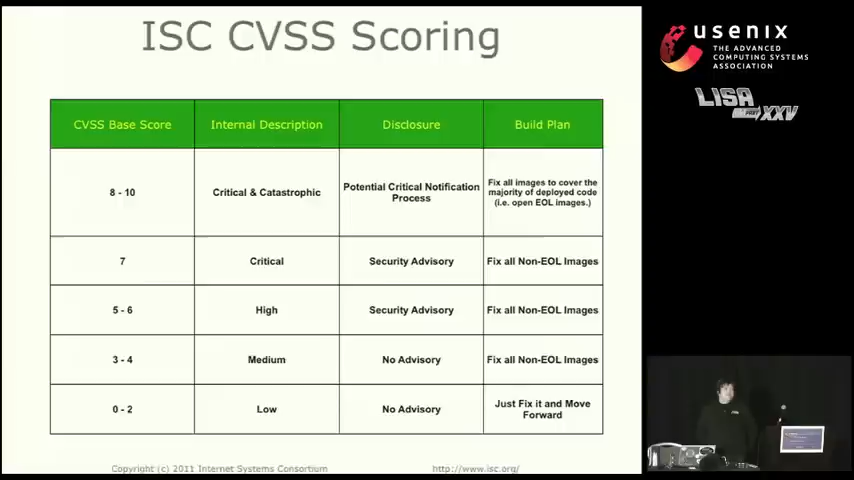 ISC CVSS Scoring
CVSS Base Score
Internal Description
Disclosure
Build Plan
8 - 10
Critical & Catastrophic
Potential Critical Notification
Process
Fix all images to cover the
majority of deployed code
(i.e. open EOL images.)
7
Critical
Security Advisory
Fix all Non-EOL Images
5 - 6
High
Security Advisory
Fix all Non-EOL Images
3 - 4
Medium
No Advisory
Fix all Non-EOL Images
0 - 2
Low
No Advisory
Just Fix it and Move
Forward
Copyright (c) 2011 Internet Systems Consortium
http://www.isc.org/
usenix
THE ADVANCED
COMPUTING SYSTEMS
ASSOCIATION
LISA
XXV